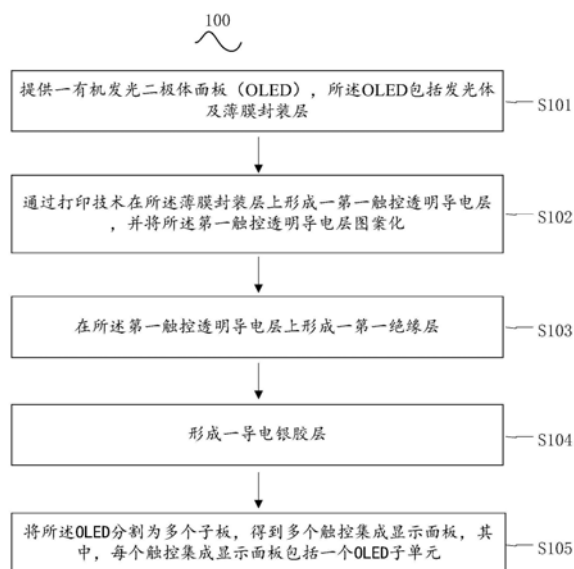 100
提供一有机发光二极体面板（OLED），所述OLED包括发光体
及薄膜封装层
S101
通过打印技术在所述薄膜封装层上形成一第一触控透明导电层
，并将所述第一触控透明导电层图案化
S102
在所述第一触控透明导电层上形成一第一绝缘层
S103
形成一导电银胶层
S104
将所述OLED分割为多个子板，得到多个触控集成显示面板，其
中，每个触控集成显示面板包括一个OLED子单元
S105